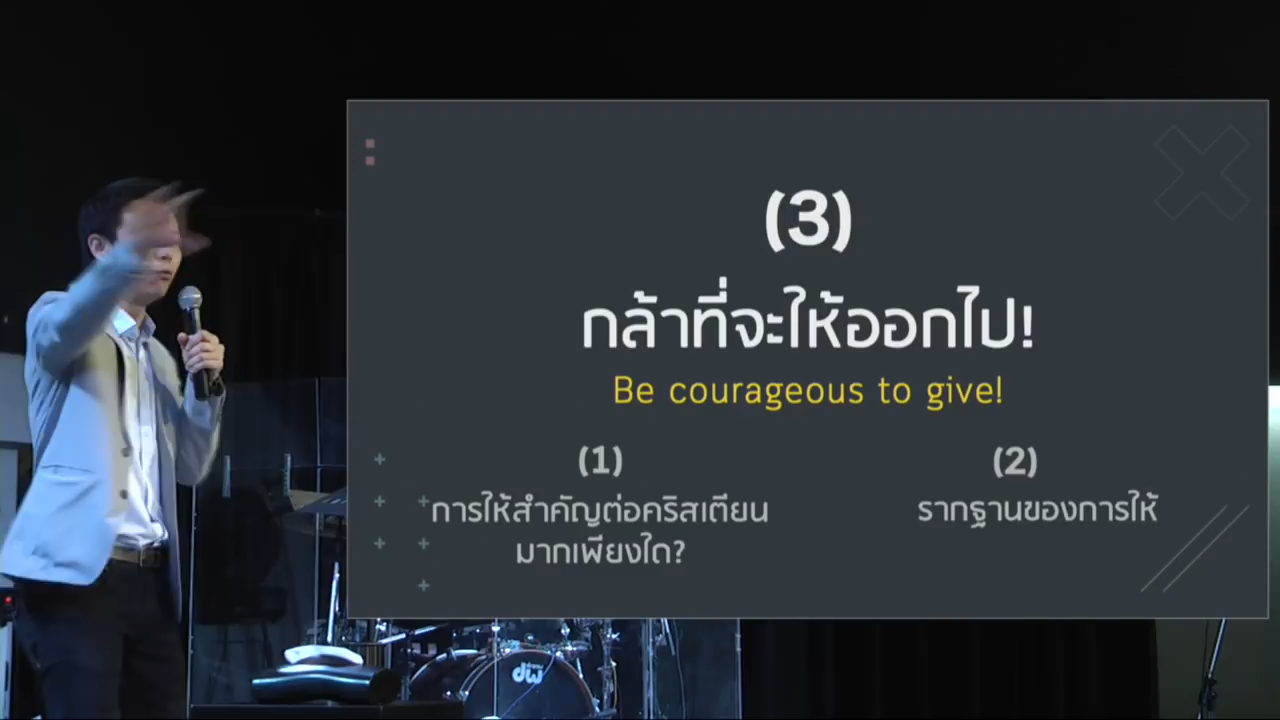 (3)
กล้าที่จะให้ออกไป!
Be courageous to give!
(1)
การให้สำคัญต่อคริสเตียน
มากเพียงใด?
(2)
รากฐานของการให้
dw